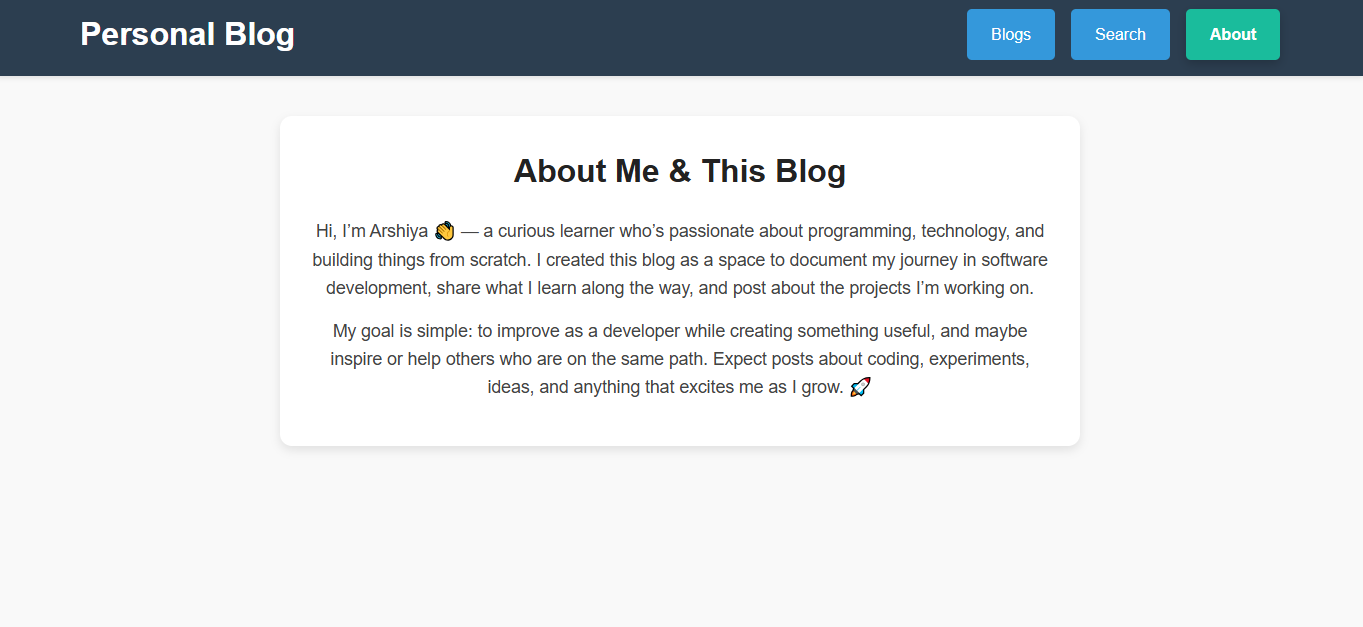 Personal Blog
Blogs
Search
About
About Me & This Blog
Hi, I’m Arshiya 👋 — a curious learner who’s passionate about programming, technology, and
building things from scratch. I created this blog as a space to document my journey in software
development, share what I learn along the way, and post about the projects I’m working on.
My goal is simple: to improve as a developer while creating something useful, and maybe
inspire or help others who are on the same path. Expect posts about coding, experiments,
ideas, and anything that excites me as I grow. 🚀